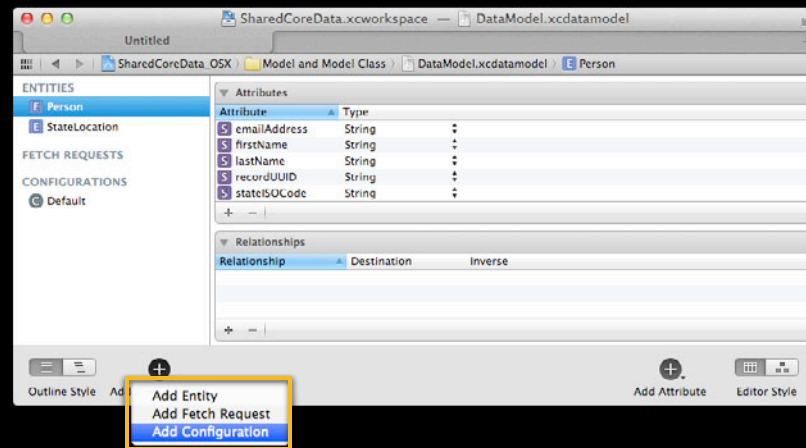 SharedCoreData.xcworkspace — DataModel.xcdatamodel
Untitled
SharedCoreData_OSX Model and Model Class DataModel.xcdatamodel E Person
ENTITIES
E Person
E StateLocation
FETCH REQUESTS
CONFIGURATIONS
C Default
Attributes
Attribute Type
S emailAddress String
S firstName String
S lastName String
S recordUUID String
S stateISOCode String
+ −
Relationships
Relationship Destination Inverse
+ −
Outline Style Ad
Add Entity
Add Fetch Request
Add Configuration
Add Attribute
Editor Style